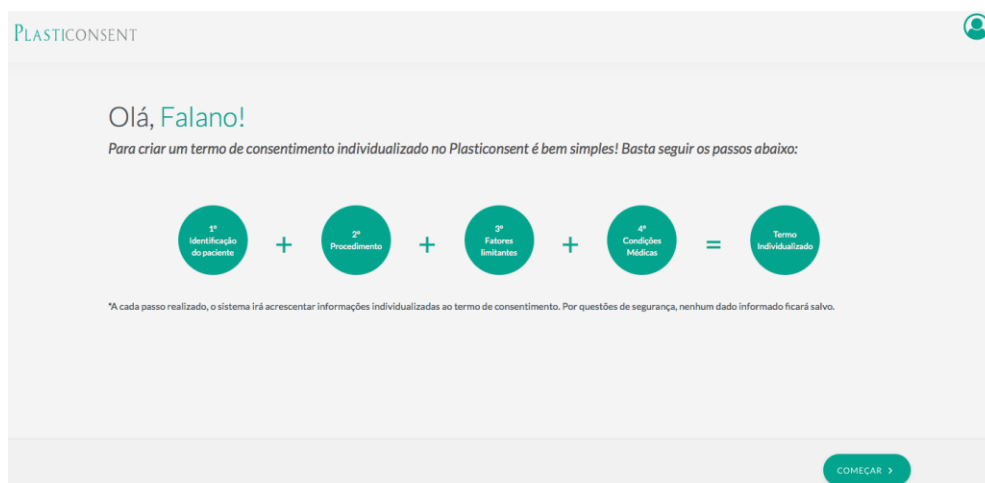 PLASTICONSENT
Olá, Falano!
Para criar um termo de consentimento individualizado no Plasticonsent é bem simples! Basta seguir os passos abaixo:
1º
Identificação
do paciente
+
2º
Procedimento
+
3º
Fatores
limitantes
+
4º
Condições
Médicas
=
Termo
Individualizado
*A cada passo realizado, o sistema irá acrescentar informações individualizadas ao termo de consentimento. Por questões de segurança, nenhum dado informado ficará salvo.
COMEÇAR >